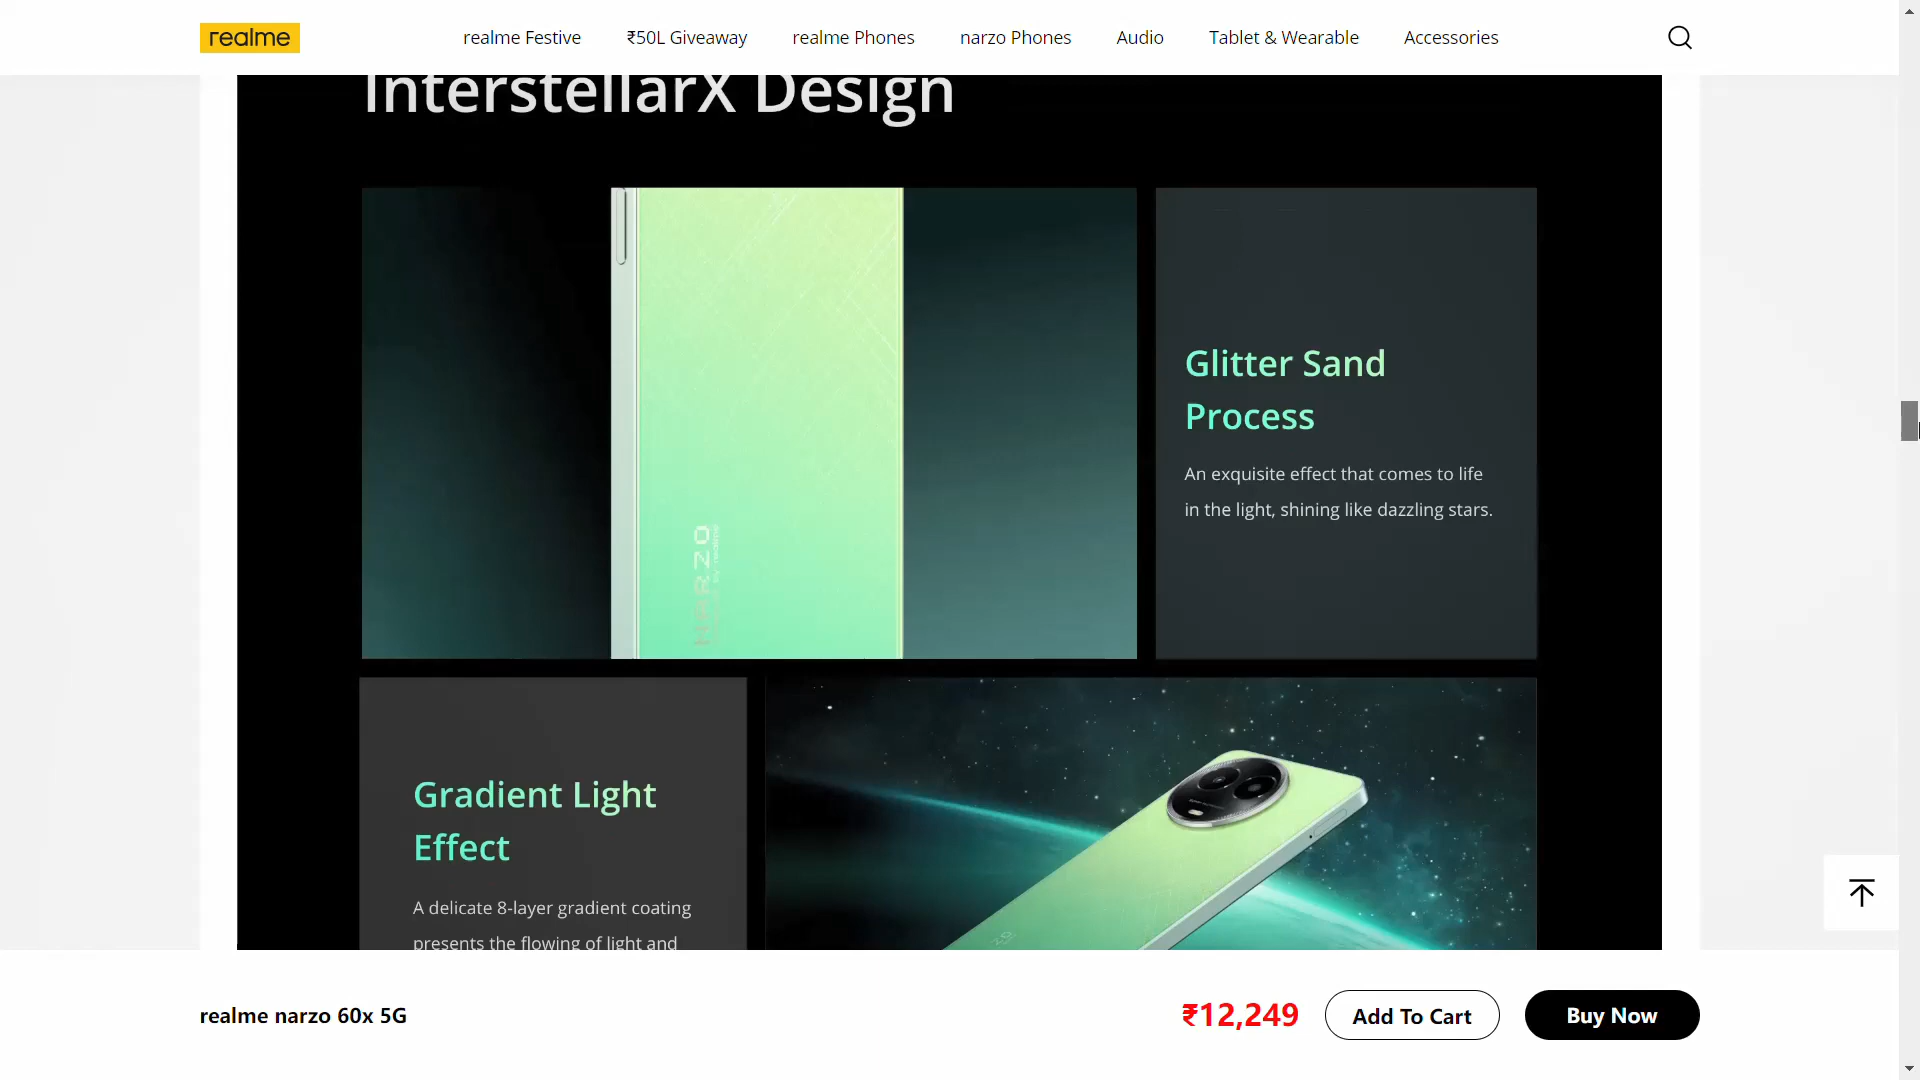 realme
realme Festive
₹50L Giveaway
realme Phones
narzo Phones
Audio
Tablet & Wearable
Accessories
InterstellarX Design
NARZO
Glitter Sand
Process
An exquisite effect that comes to life
in the light, shining like dazzling stars.
Gradient Light
Effect
A delicate 8-layer gradient coating
presents the flowing of light and
realme narzo 60x 5G
₹12,249
Add To Cart
Buy Now